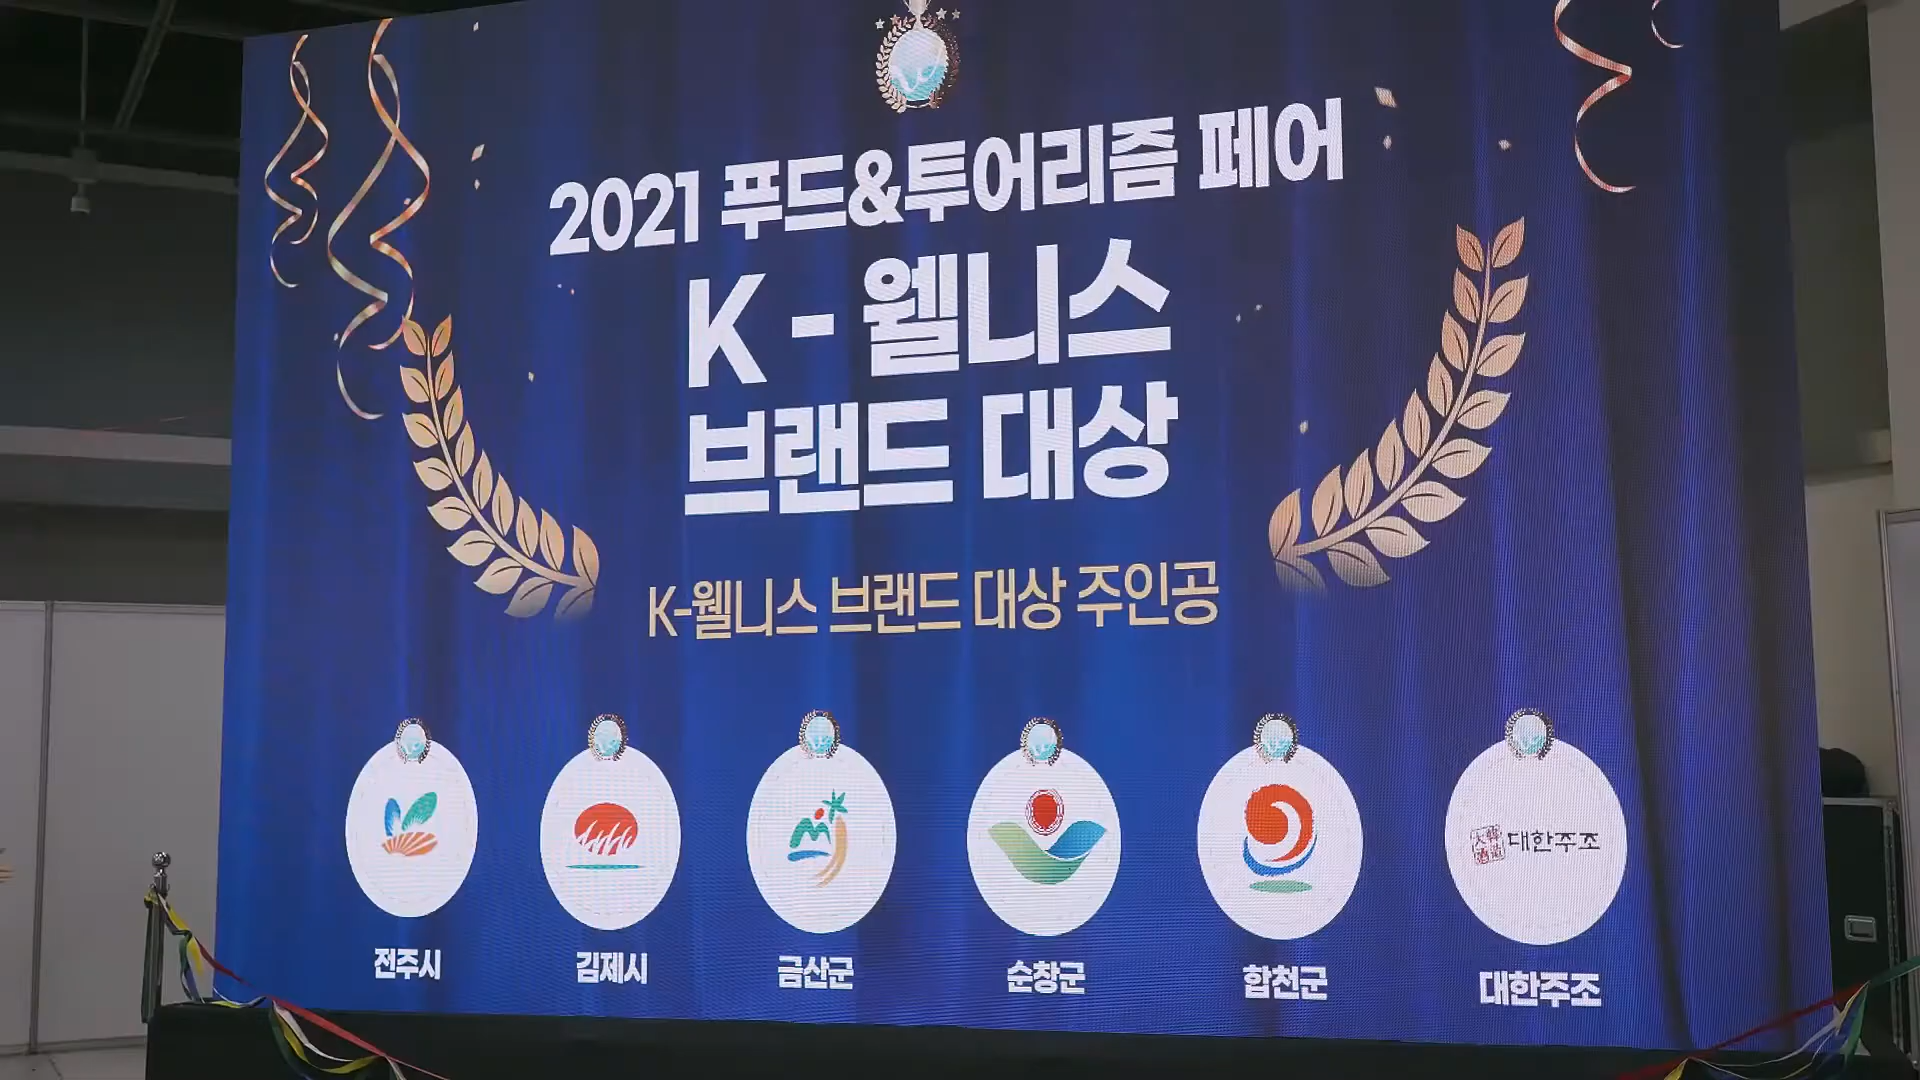 2021 푸드&투어리즘 페어
K - 웰니스
브랜드 대상
K-웰니스 브랜드 대상 주인공
대한주조
전주시 김제시 금산군 순창군 합천군 대한주조